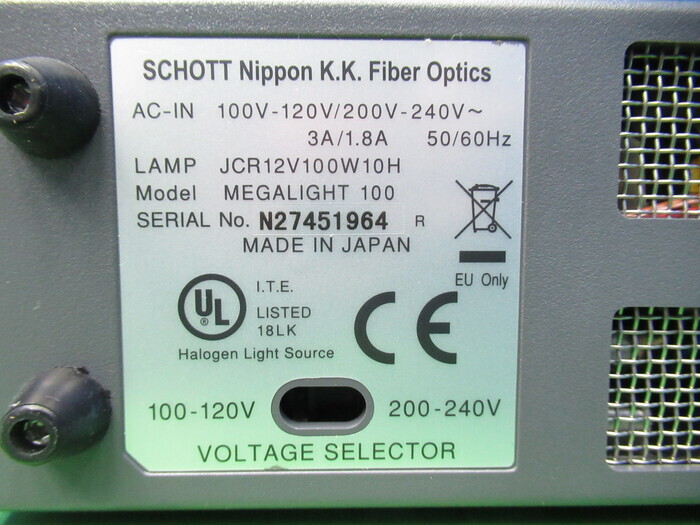 SCHOTT Nippon K.K. Fiber Optics
AC-IN 100V-120V/200V-240V~
3A/1.8A 50/60Hz
LAMP JCR12V100W10H
Model MEGALIGHT 100
SERIAL No. N27451964 R
MADE IN JAPAN
EU Only
UL ®
I.T.E.
LISTED
18LK
Halogen Light Source
CE
100-120V 200-240V
VOLTAGE SELECTOR